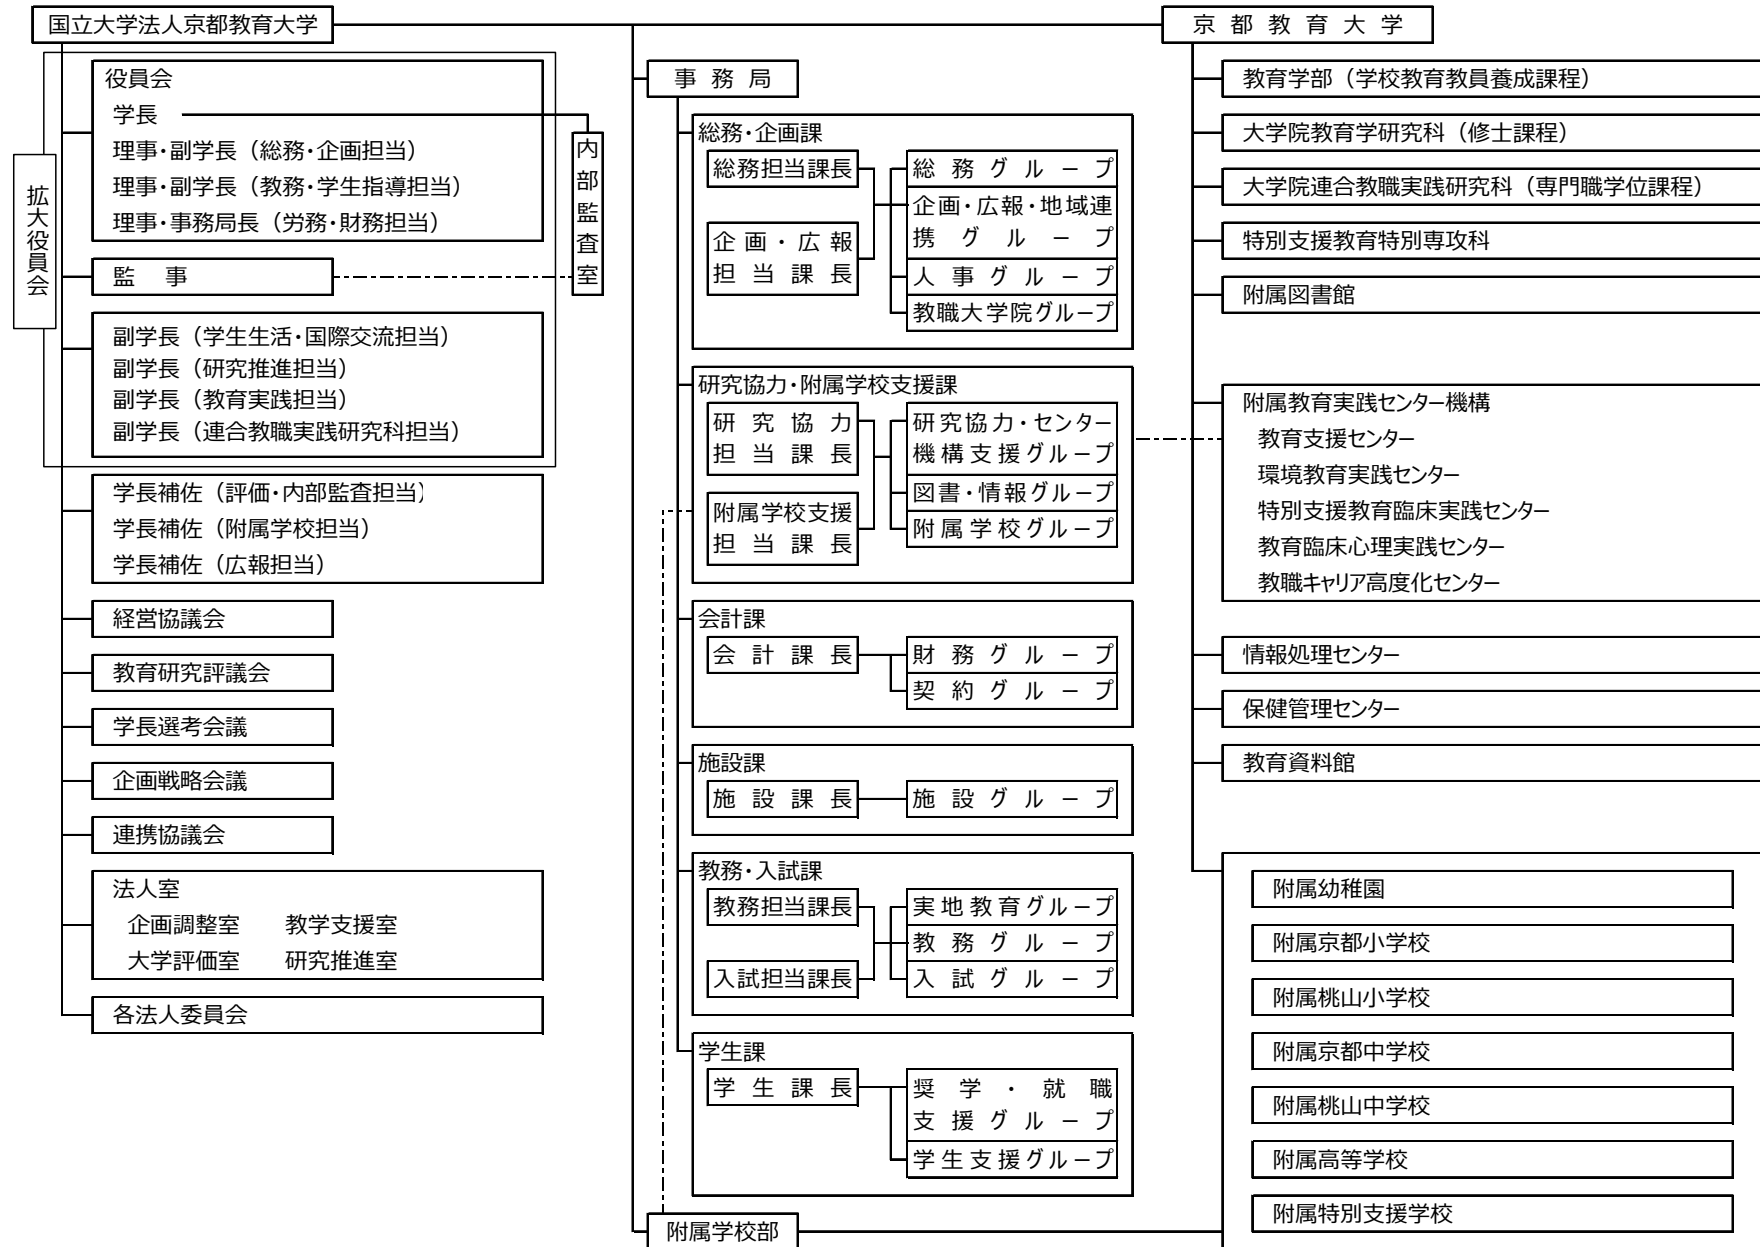 国立大学法人京都教育大学
役員会
学長
理事・副学長（総務・企画担当）
理事・副学長（教務・学生指導担当）
理事・事務局長（労務・財務担当）
内部監査室
拡大役員会
監事
副学長（学生生活・国際交流担当）
副学長（研究推進担当）
副学長（教育実践担当）
副学長（連合教職実践研究科担当）
学長補佐（評価・内部監査担当）
学長補佐（附属学校担当）
学長補佐（広報担当）
経営協議会
教育研究評議会
学長選考会議
企画戦略会議
連携協議会
法人室
企画調整室　教学支援室
大学評価室　研究推進室
各法人委員会
事務局
総務・企画課
総務担当課長
企画・広報
担当課長
総務グループ
企画・広報・地域連
携グループ
人事グループ
教職大学院グループ
研究協力・附属学校支援課
研究協力
担当課長
附属学校支援
担当課長
研究協力・センター
機構支援グループ
図書・情報グループ
附属学校グループ
会計課
会計課長
財務グループ
契約グループ
施設課
施設課長
施設グループ
教務・入試課
教務担当課長
入試担当課長
実地教育グループ
教務グループ
入試グループ
学生課
学生課長
奨学・就職
支援グループ
学生支援グループ
附属学校部
京都教育大学
教育学部（学校教育教員養成課程）
大学院教育学研究科（修士課程）
大学院連合教職実践研究科（専門職学位課程）
特別支援教育特別専攻科
附属図書館
附属教育実践センター機構
教育支援センター
環境教育実践センター
特別支援教育臨床実践センター
教育臨床心理実践センター
教職キャリア高度化センター
情報処理センター
保健管理センター
教育資料館
附属幼稚園
附属京都小学校
附属桃山小学校
附属京都中学校
附属桃山中学校
附属高等学校
附属特別支援学校